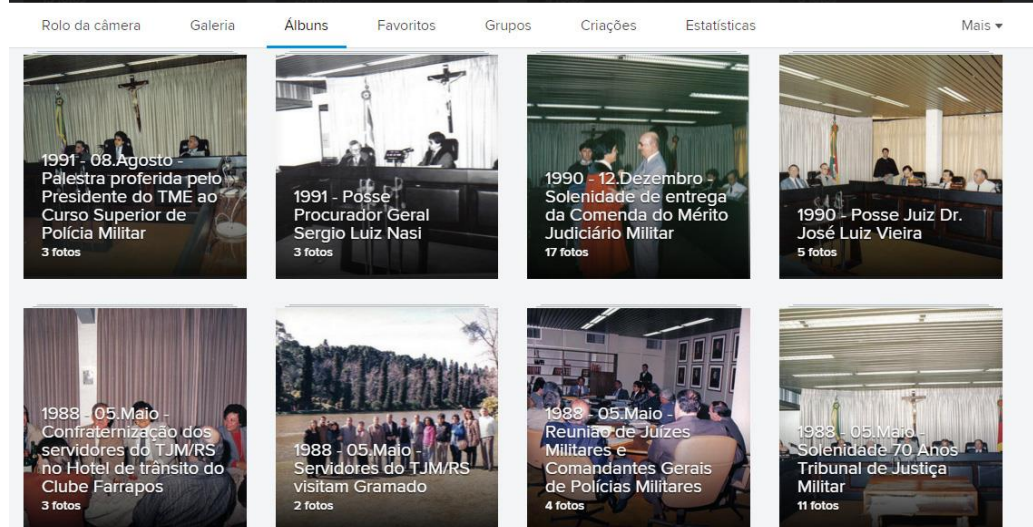 Rolo da câmera Galeria Álbuns Favoritos Grupos Criações Estatísticas Mais
1991 - 08.Agosto -
Palestra proferida pelo
Presidente do TME ao
Curso Superior de
Polícia Militar
3 fotos
1991 - Posse
Procurador Geral
Sergio Luiz Nasi
3 fotos
1990 - 12.Dezembro -
Solenidade de entrega
da Comenda do Mérito
Judiciário Militar
17 fotos
1990 - Posse Juiz Dr.
José Luiz Vieira
5 fotos
1988 - 05.Maio -
Confraternização dos
servidores do TJM/RS
no Hotel de trânsito do
Clube Farrapos
3 fotos
1988 - 05.Maio -
Servidores do TJM/RS
visitam Gramado
2 fotos
1988 - 05.Maio -
Reunião de Juízes
Militares e
Comandantes Gerais
de Polícias Militares
4 fotos
1988 - 05.Maio -
Solenidade 70 Anos
Tribunal de Justiça
Militar
11 fotos